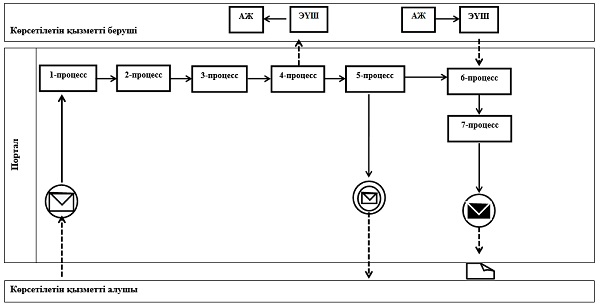 Көрсетілетін қызметті беруші
АЖ
ЭҮШ
АЖ
ЭҮШ
Портал
1-процесс
2-процесс
3-процесс
4-процесс
5-процесс
6-процесс
7-процесс
Көрсетілетін қызметті алушы